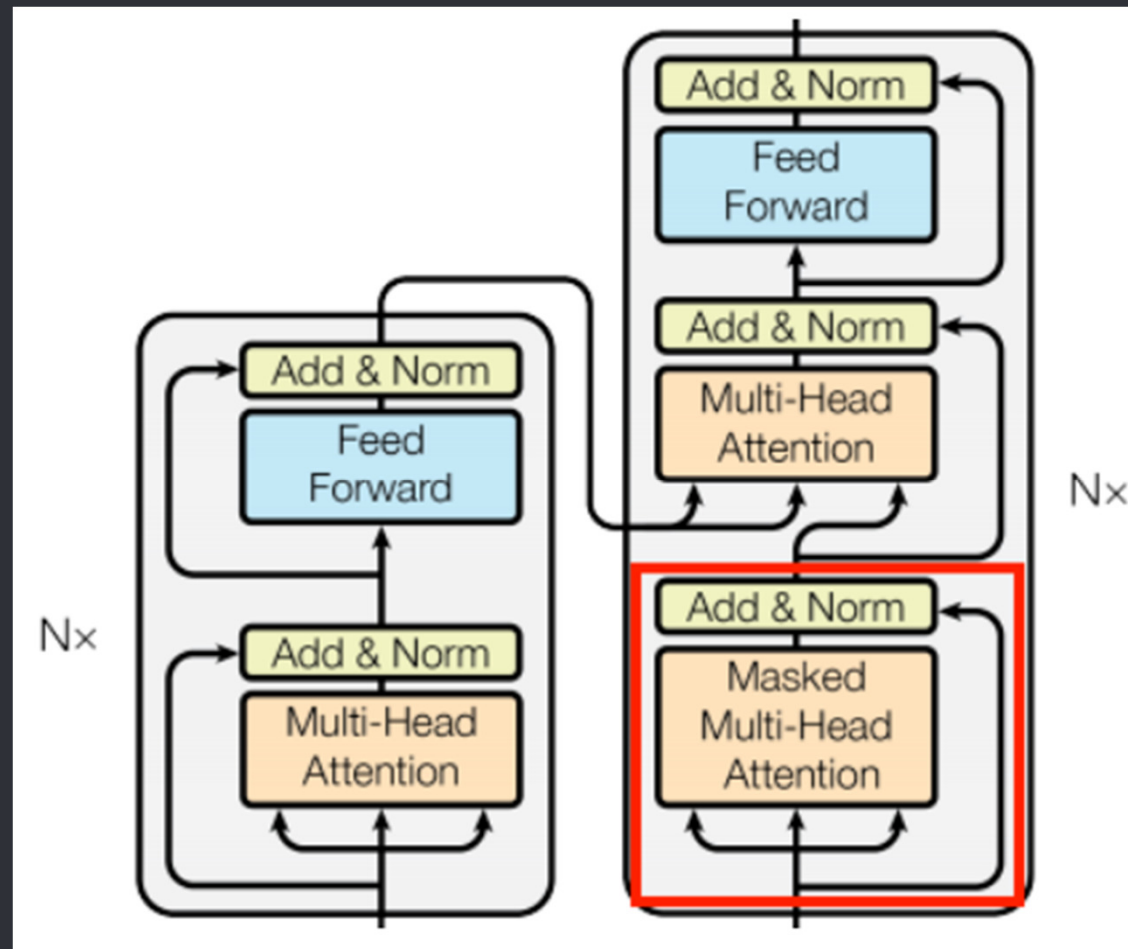 Add & Norm
Feed
Forward
Add & Norm
Multi-Head
Attention
Nx
Add & Norm
Feed
Forward
Add & Norm
Multi-Head
Attention
Nx
Add & Norm
Masked
Multi-Head
Attention